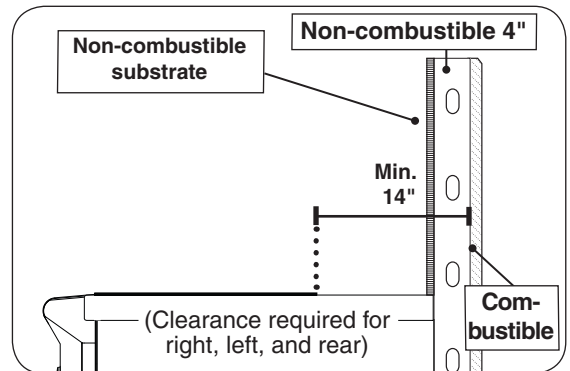 Non-combustible
substrate
Non-combustible 4"
Min.
14"
(Clearance required for
right, left, and rear)
Com-
bustible